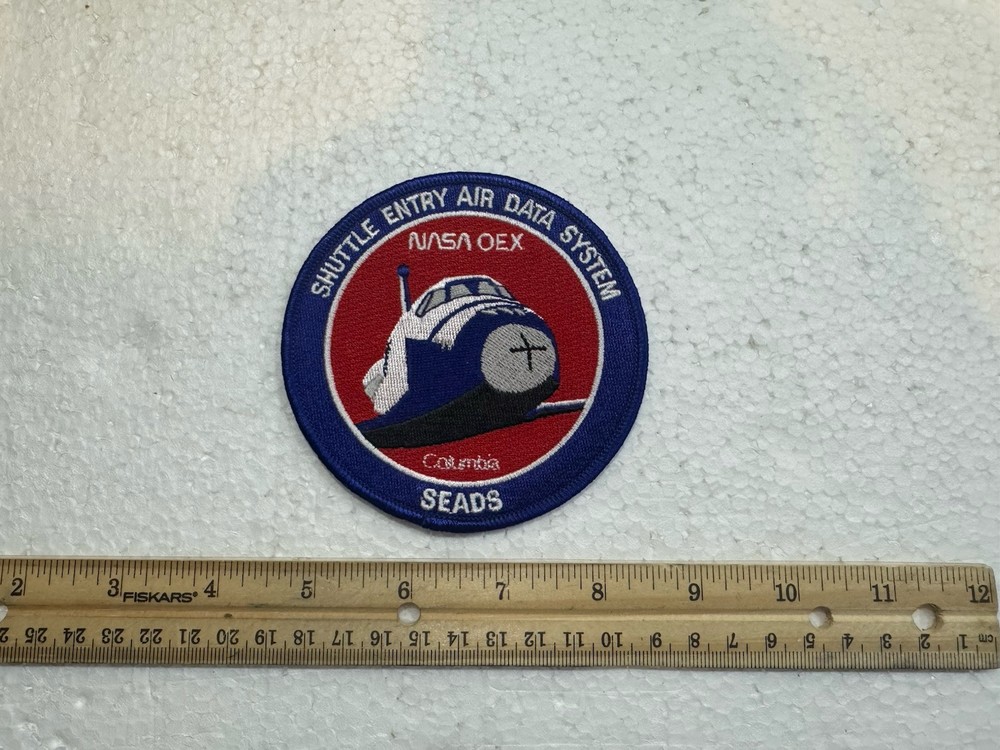 SHUTTLE ENTRY AIR DATA SYSTEM
NASA OEX
Columbia
SEADS
2 3 FISKARS® 4 5 6 7 8 9 10 11 12
25 24 23 22 21 20 19 18 17 16 15 14 13 12 11 10 9 8 7 6 5 4 3 2 1 cm